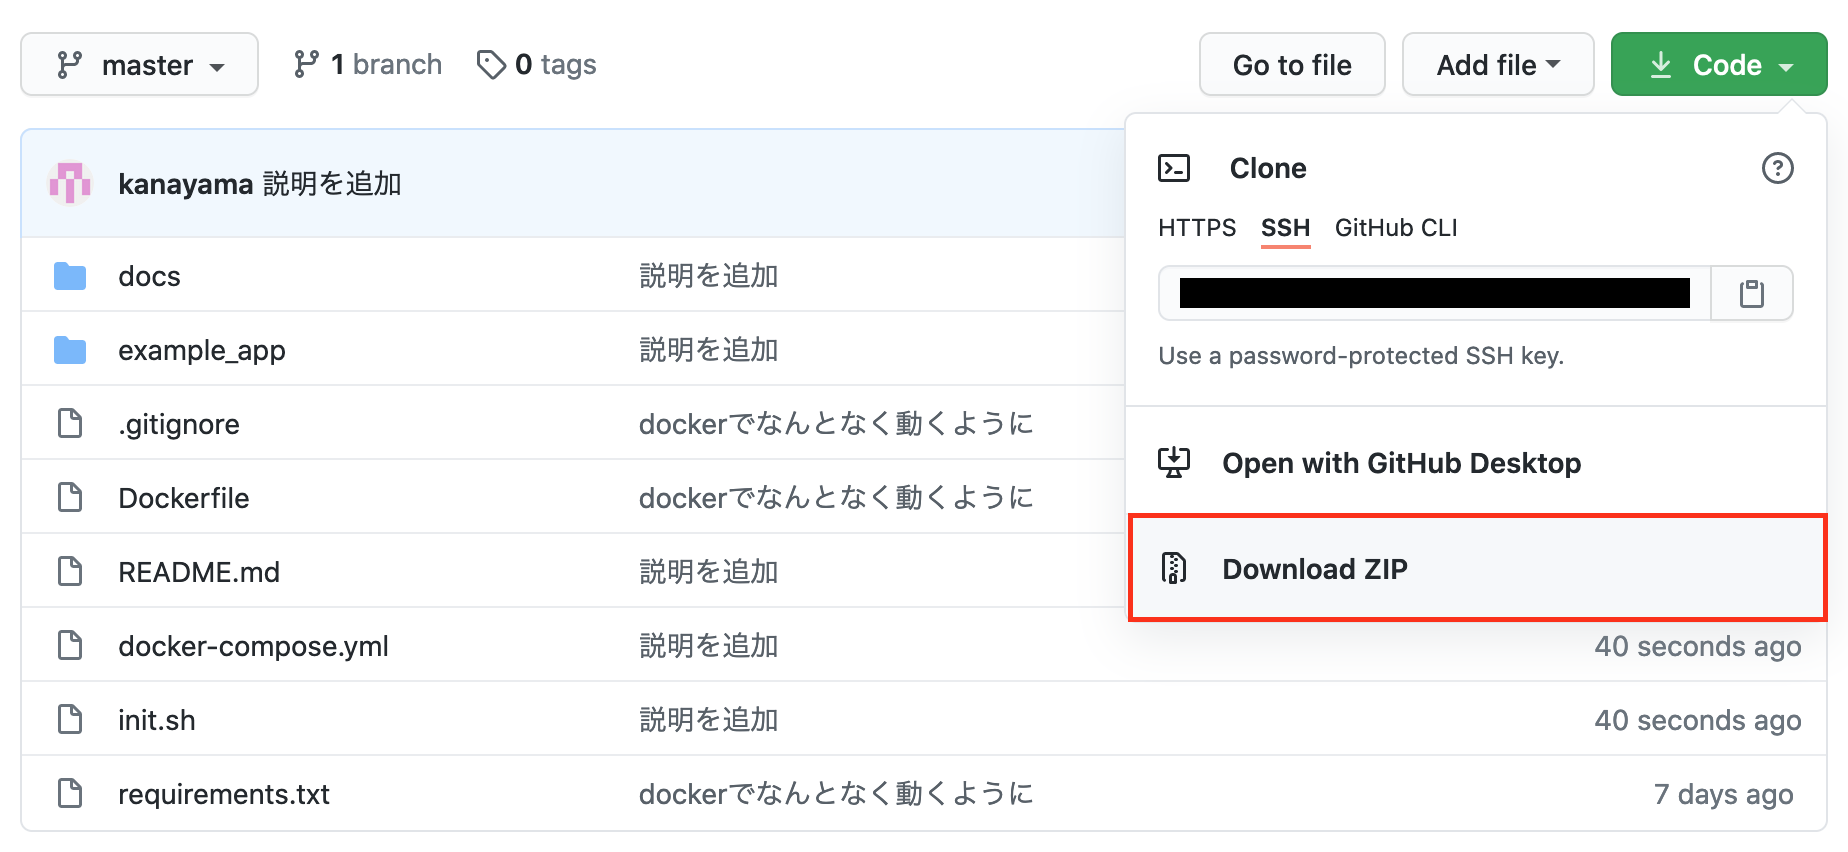 master 1 branch 0 tags Go to file Add file Code
kanayama 説明を追加
Clone
HTTPS SSH GitHub CLI
Use a password-protected SSH key.
Open with GitHub Desktop
Download ZIP
docs 説明を追加
example_app 説明を追加
.gitignore dockerでなんとなく動くように
Dockerfile dockerでなんとなく動くように
README.md 説明を追加
docker-compose.yml 説明を追加 40 seconds ago
init.sh 説明を追加 40 seconds ago
requirements.txt dockerでなんとなく動くように 7 days ago